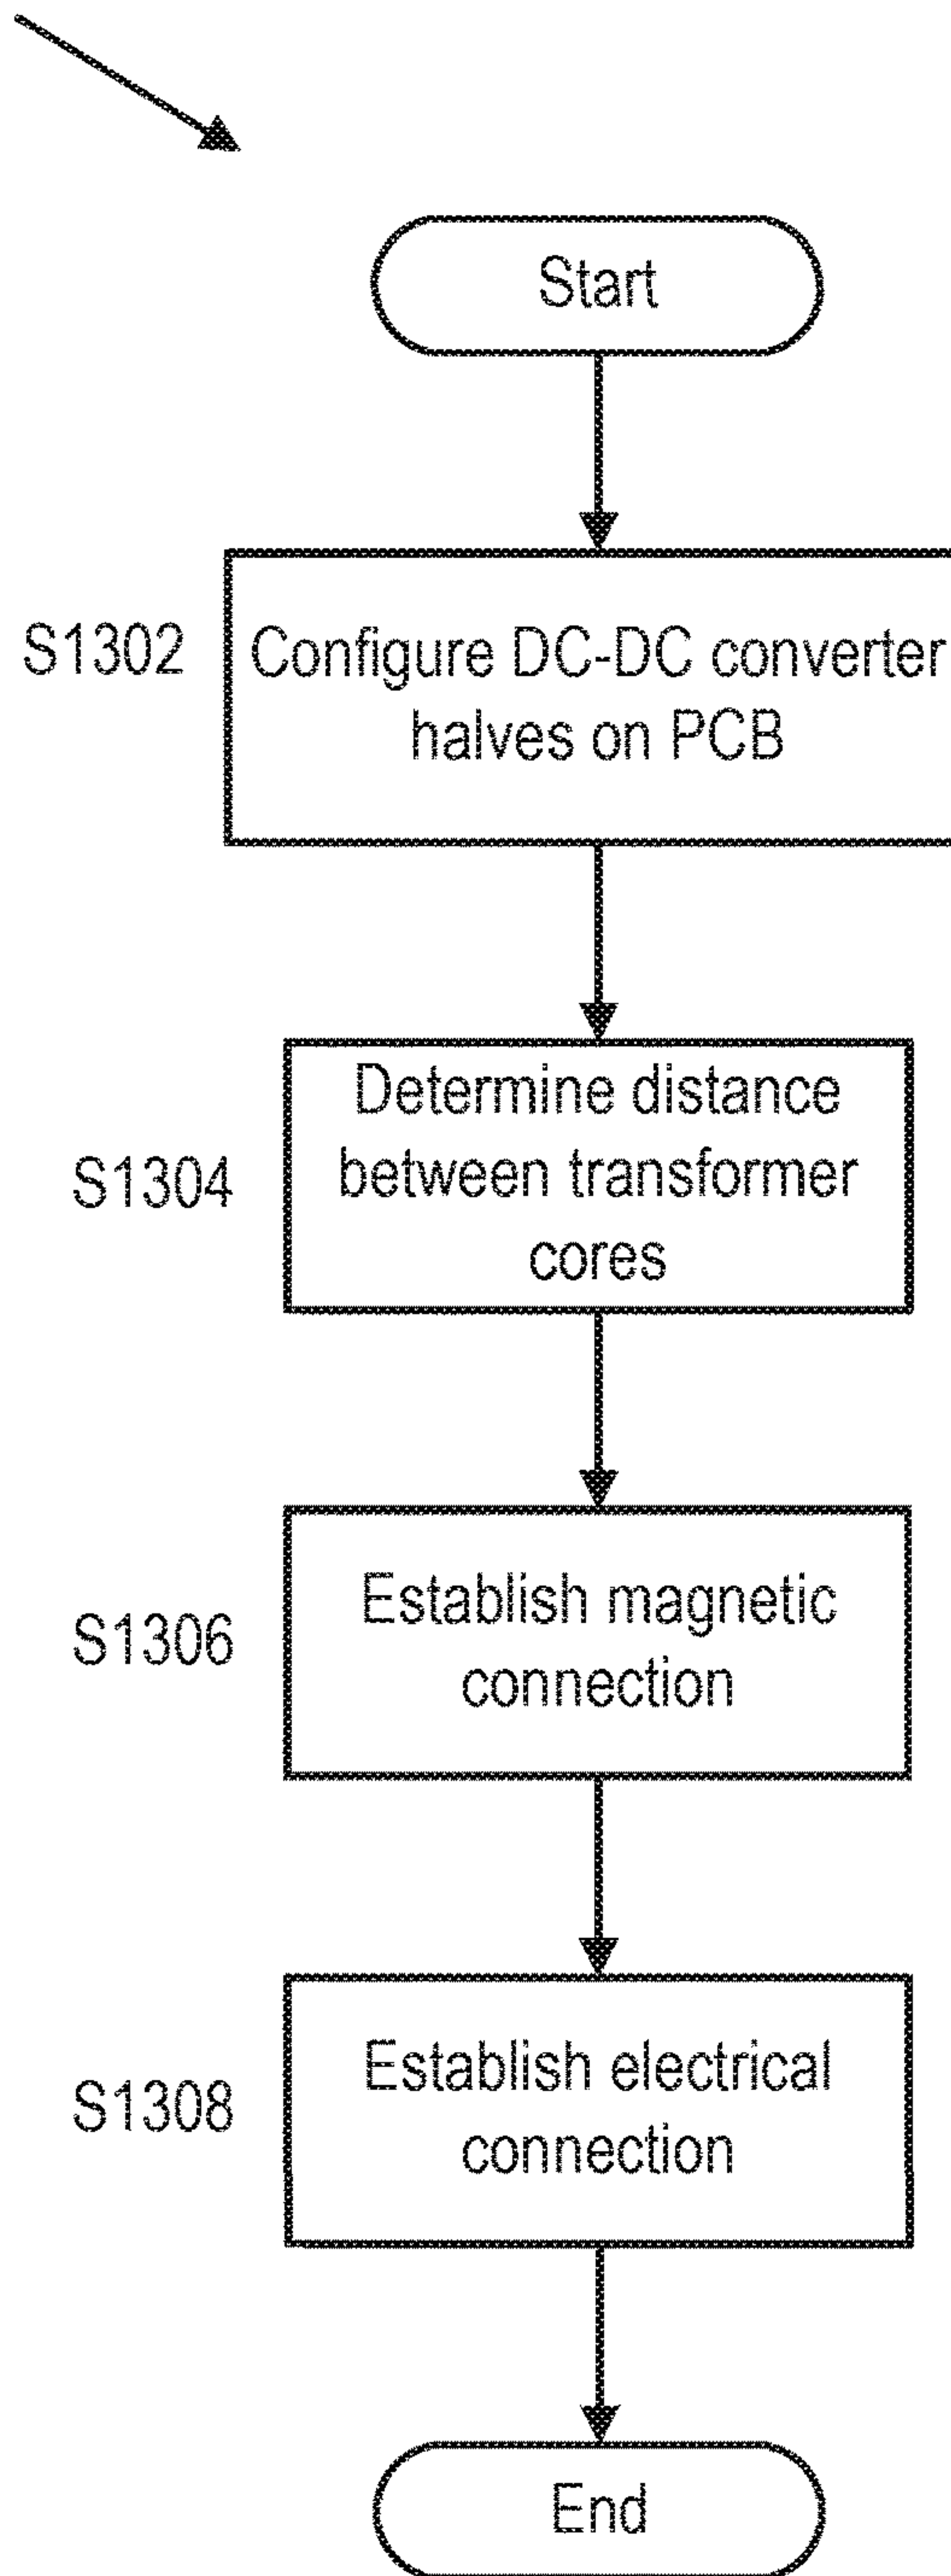 Start
S1302
Configure DC-DC converter
halves on PCB
S1304
Determine distance
between transformer
cores
S1306
Establish magnetic
connection
S1308
Establish electrical
connection
End